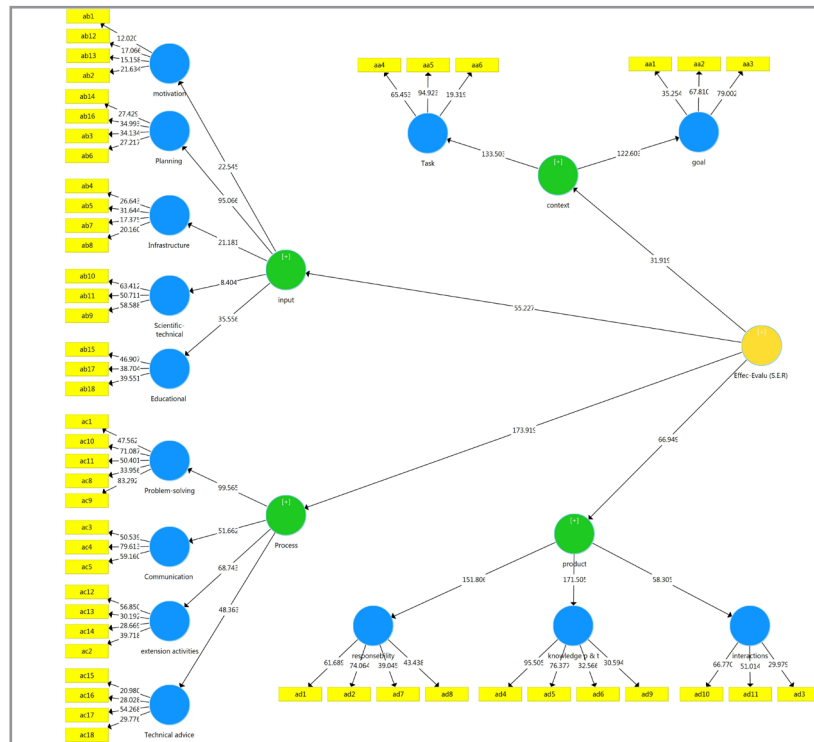 ab1
ab12
ab13
ab2
12.020
17.066
15.158
21.634
motivation
ab14
ab16
ab3
ab6
27.429
34.993
34.134
27.217
Planning
ab4
ab5
ab7
ab8
26.643
31.644
17.375
20.160
Infrastructure
ab10
ab11
ab9
63.412
50.711
58.588
Scientific-
technical
ab15
ab17
ab18
46.907
38.704
39.551
Educational
22.545
95.066
21.181
8.404
35.556
[+]
input
aa4
aa5
aa6
65.453
94.923
19.319
Task
aa1
aa2
aa3
35.254
67.810
79.002
goal
133.503
122.603
[+]
context
31.919
55.227
[+]
Effec-Evalu (S.E.R)
173.919
66.949
ac1
ac10
ac11
ac8
ac9
47.562
71.087
50.401
33.956
83.292
Problem-solving
ac3
ac4
ac5
50.539
79.613
59.160
Communication
ac12
ac13
ac14
ac2
56.850
30.192
28.669
39.718
extension activities
ac15
ac16
ac17
ac18
20.980
28.028
54.268
29.776
Technical advice
99.565
51.662
68.743
48.363
[+]
Process
[+]
product
151.806
171.505
58.305
responsebility
61.689
74.064
39.045
43.438
ad1
ad2
ad7
ad8
knowledge p & t
95.505
76.377
32.566
30.594
ad4
ad5
ad6
ad9
interactions
66.770
51.014
29.979
ad10
ad11
ad3